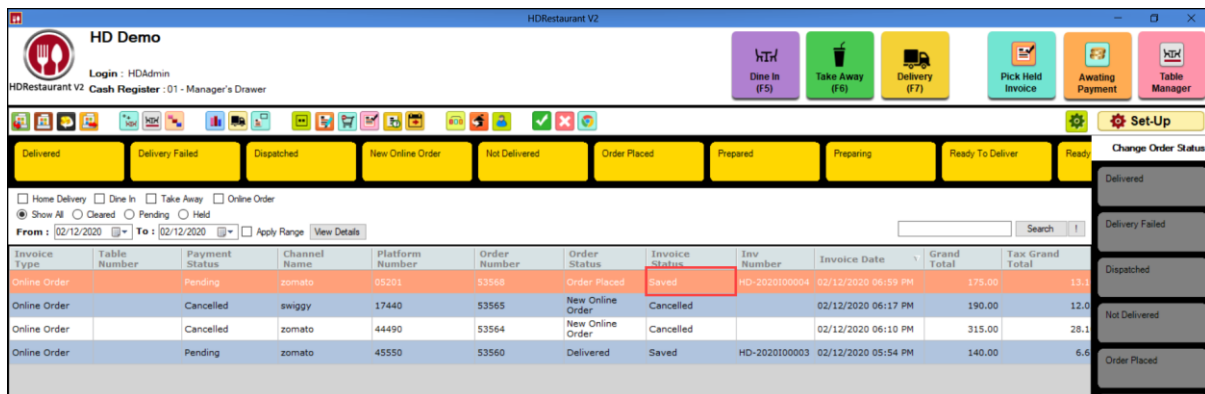 HDRestaurant V2
HD Demo
Login : HDAdmin
HDRestaurant V2 Cash Register : 01 - Manager's Drawer
Dine In
(F5)
Take Away
(F6)
Delivery
(F7)
Pick Held
Invoice
Awating
Payment
Table
Manager
Set-Up
Delivered
Delivery Failed
Dispatched
New Online Order
Not Delivered
Order Placed
Prepared
Preparing
Ready To Deliver
Ready
Change Order Status
Delivered
Delivery Failed
Dispatched
Not Delivered
Order Placed
Home Delivery Dine In Take Away Online Order
Show All Cleared Pending Held
From : 02/12/2020 To : 02/12/2020 Apply Range View Details
Search !
Invoice Type Table Number Payment Status Channel Name Platform Number Order Number Order Status Invoice Status Inv Number Invoice Date Grand Total Tax Grand Total
Online Order Pending zomato 05201 53568 Order Placed Saved HD-2020I00004 02/12/2020 06:59 PM 175.00 13.1
Online Order Cancelled swiggy 17440 53565 New Online Order Cancelled 02/12/2020 06:17 PM 190.00 12.0
Online Order Cancelled zomato 44490 53564 New Online Order Cancelled 02/12/2020 06:10 PM 315.00 28.1
Online Order Pending zomato 45550 53560 Delivered Saved HD-2020I00003 02/12/2020 05:54 PM 140.00 6.6